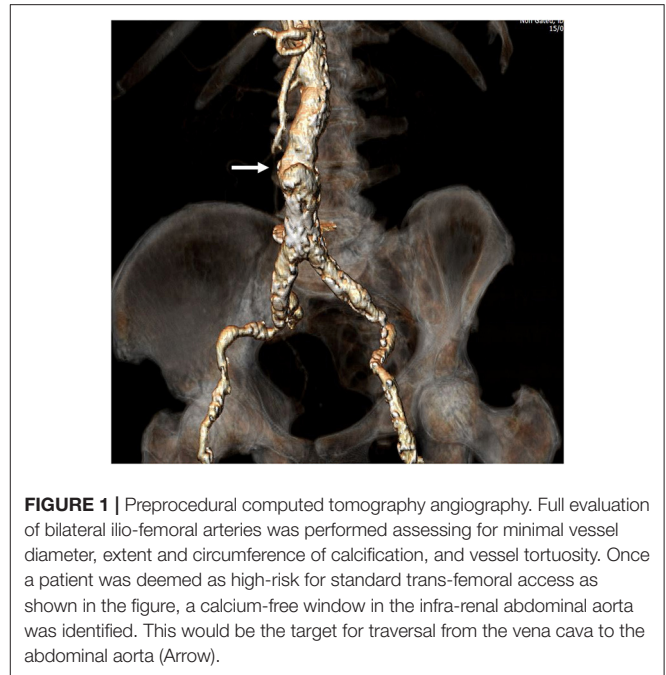 15/0
FIGURE 1 | Preprocedural computed tomography angiography. Full evaluation
of bilateral ilio-femoral arteries was performed assessing for minimal vessel
diameter, extent and circumference of calcification, and vessel tortuosity. Once
a patient was deemed as high-risk for standard trans-femoral access as
shown in the figure, a calcium-free window in the infra-renal abdominal aorta
was identified. This would be the target for traversal from the vena cava to the
abdominal aorta (Arrow).